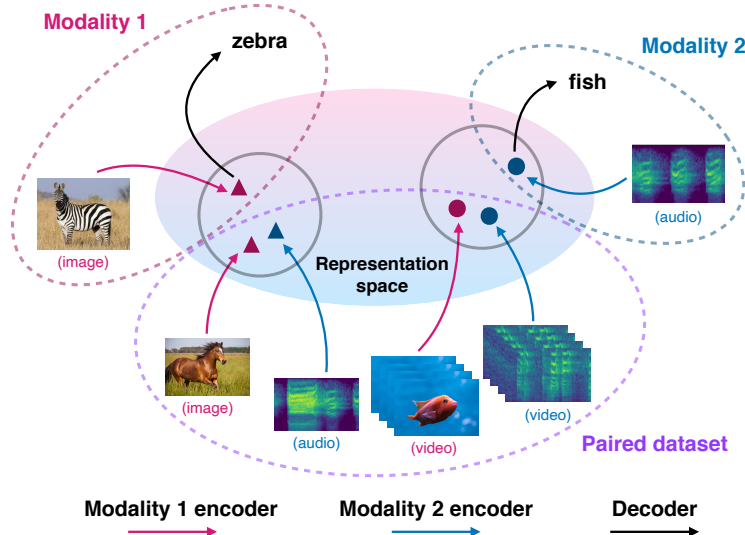 Modality 1
zebra
Modality 2
fish
(image)
(audio)
Representation
space
(image)
(audio)
(video)
(video)
Paired dataset
Modality 1 encoder
Modality 2 encoder
Decoder